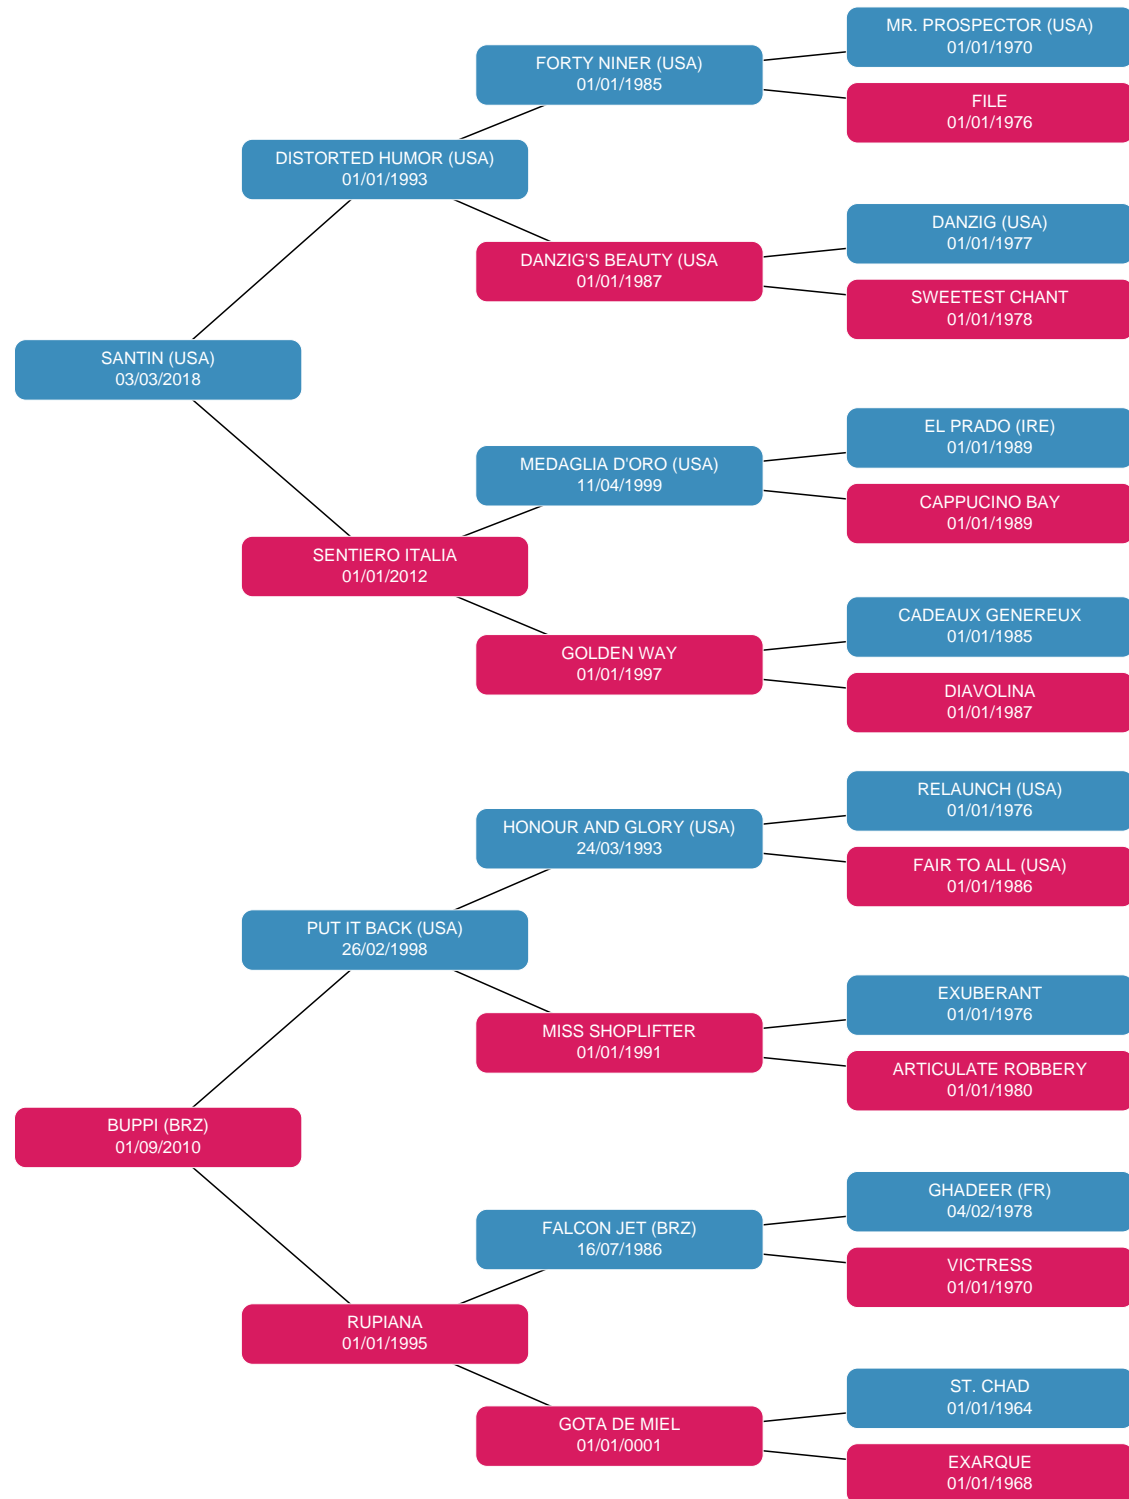 MR. PROSPECTOR (USA)
01/01/1970
FORTY NINER (USA)
01/01/1985
FILE
01/01/1976
DISTORTED HUMOR (USA)
01/01/1993
DANZIG (USA)
01/01/1977
DANZIG'S BEAUTY (USA
01/01/1987
SWEETEST CHANT
01/01/1978
SANTIN (USA)
03/03/2018
EL PRADO (IRE)
01/01/1989
MEDAGLIA D'ORO (USA)
11/04/1999
CAPPUCINO BAY
01/01/1989
SENTIERO ITALIA
01/01/2012
CADEAUX GENEREUX
01/01/1985
GOLDEN WAY
01/01/1997
DIAVOLINA
01/01/1987
RELAUNCH (USA)
01/01/1976
HONOUR AND GLORY (USA)
24/03/1993
FAIR TO ALL (USA)
01/01/1986
PUT IT BACK (USA)
26/02/1998
EXUBERANT
01/01/1976
MISS SHOPLIFTER
01/01/1991
ARTICULATE ROBBERY
01/01/1980
BUPPI (BRZ)
01/09/2010
GHADEER (FR)
04/02/1978
FALCON JET (BRZ)
16/07/1986
VICTRESS
01/01/1970
RUPIANA
01/01/1995
ST. CHAD
01/01/1964
GOTA DE MIEL
01/01/0001
EXARQUE
01/01/1968